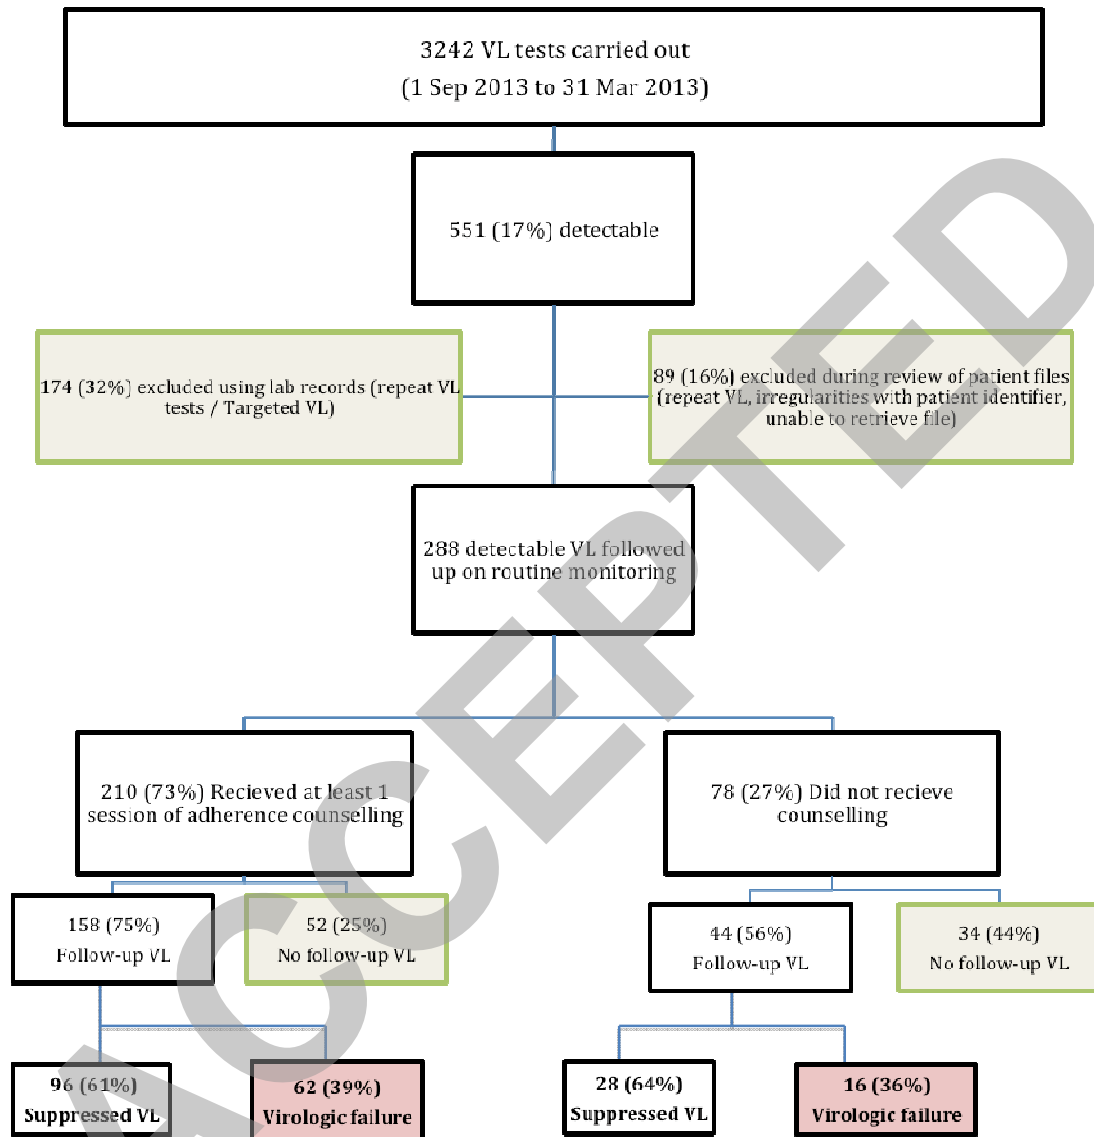 3242 VL tests carried out
(1 Sep 2013 to 31 Mar 2013)
551 (17%) detectable
174 (32%) excluded using lab records (repeat VL
tests / Targeted VL)
89 (16%) excluded during review of patient files
(repeat VL, irregularities with patient identifier,
unable to retrieve file)
288 detectable VL followed
up on routine monitoring
210 (73%) Recieved at least 1
session of adherence counselling
78 (27%) Did not recieve
counselling
158 (75%)
Follow-up VL
52 (25%)
No follow-up VL
44 (56%)
Follow-up VL
34 (44%)
No follow-up VL
96 (61%)
Suppressed VL
62 (39%)
Virologic failure
28 (64%)
Suppressed VL
16 (36%)
Virologic failure
ACCEPTED